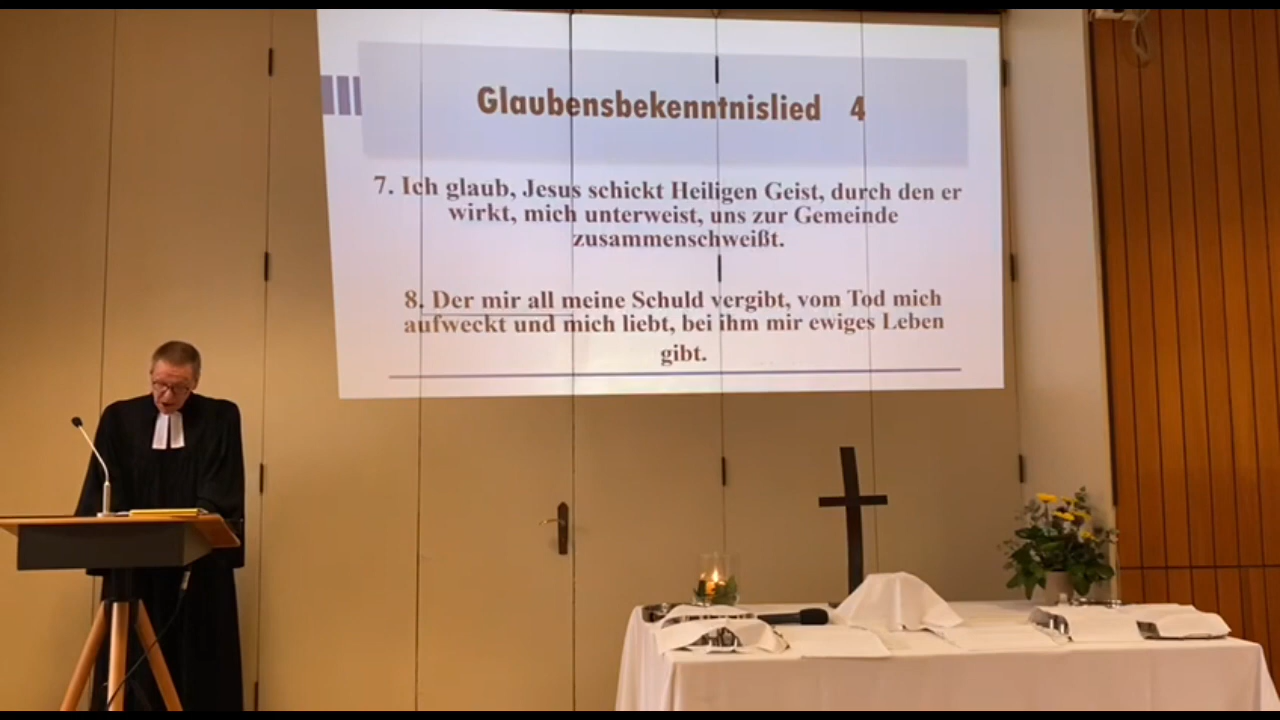 Glaubensbekenntnislied 4
7. Ich glaub, Jesus schickt Heiligen Geist, durch den er
wirkt, mich unterweist, uns zur Gemeinde
zusammenschweißt.
8. Der mir all meine Schuld vergibt, vom Tod mich
aufweckt und mich liebt, bei ihm mir ewiges Leben
gibt.